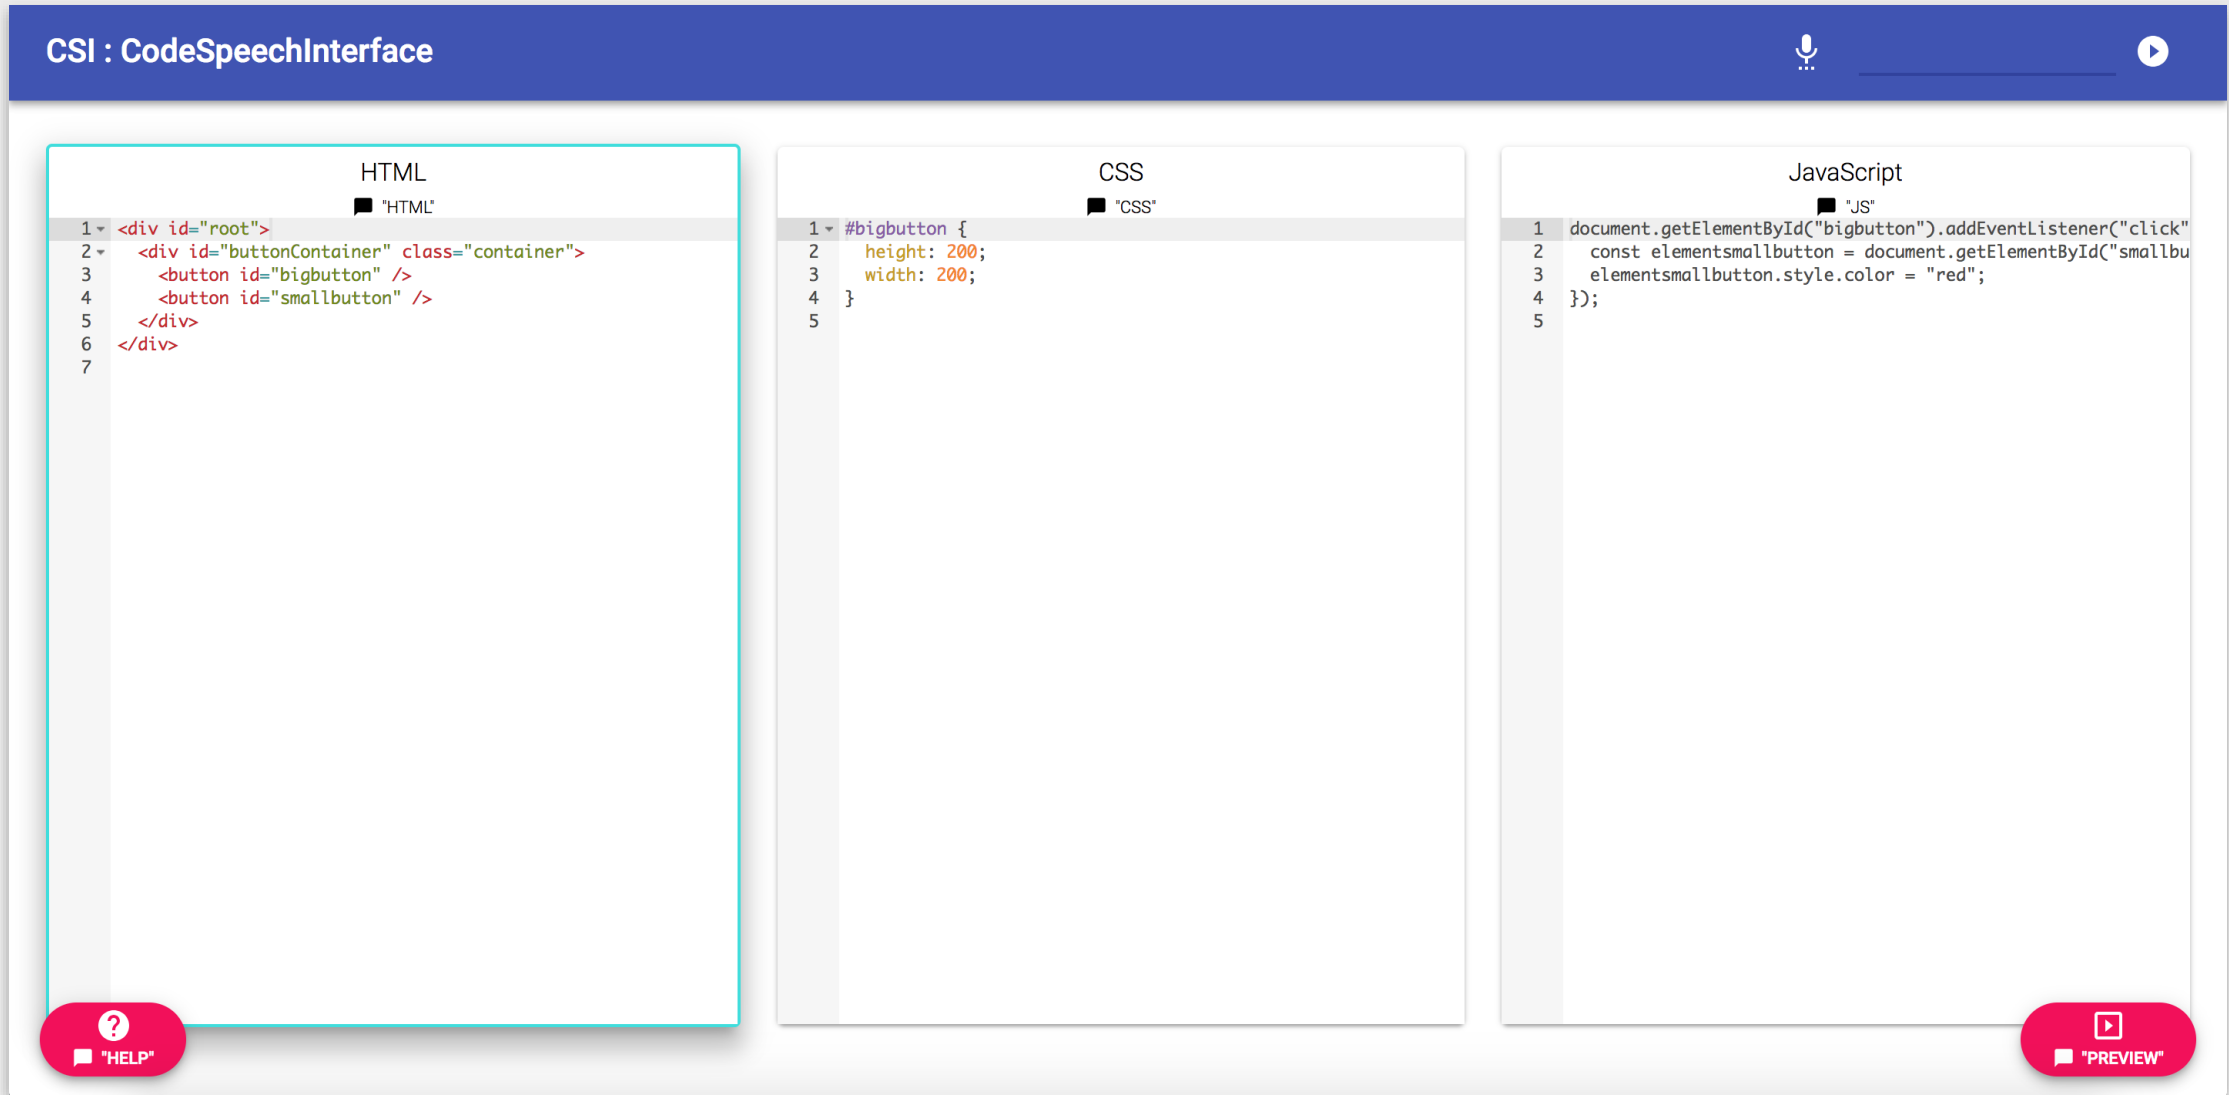 CSI : CodeSpeechInterface
HTML
"HTML"
1 <div id="root">
2   <div id="buttonContainer" class="container">
3     <button id="bigbutton" />
4     <button id="smallbutton" />
5   </div>
6 </div>
7
CSS
"CSS"
1 #bigbutton {
2   height: 200;
3   width: 200;
4 }
5
JavaScript
"JS"
1 document.getElementById("bigbutton").addEventListener("click"
2   const elementsmallbutton = document.getElementById("smallbu
3   elementsmallbutton.style.color = "red";
4 });
5
? "HELP"
"PREVIEW"